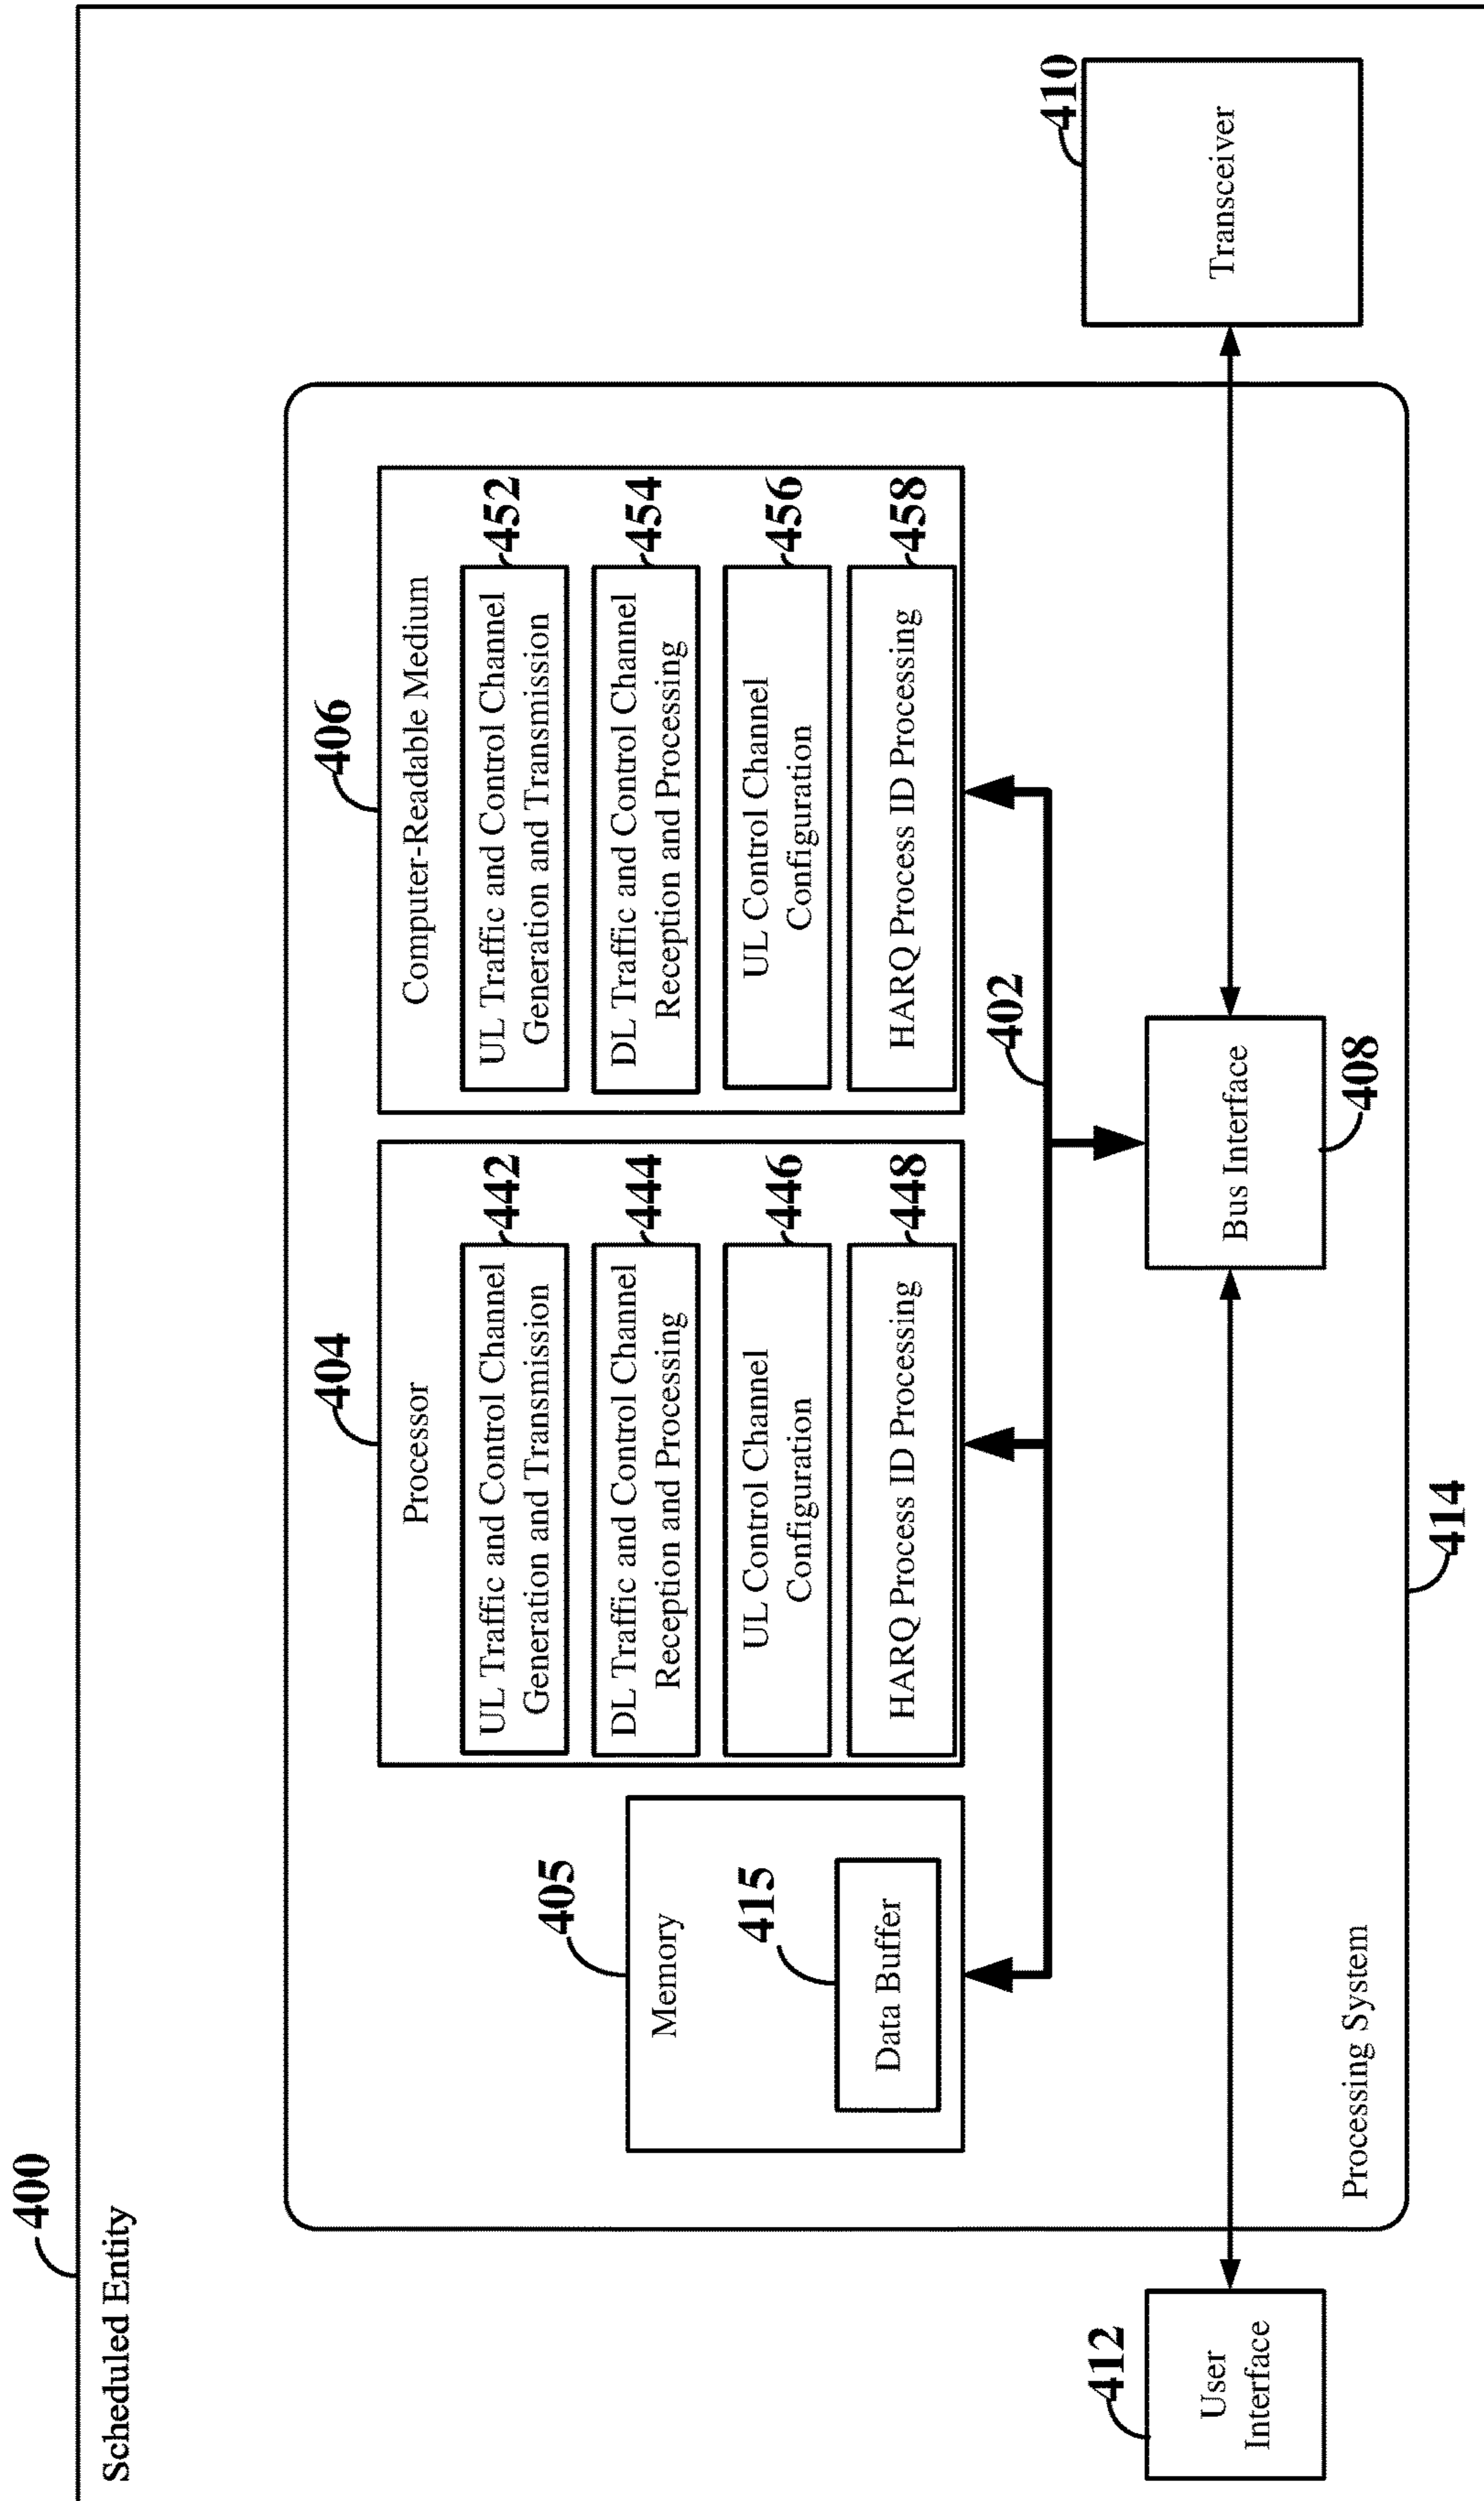 400
Scheduled Entity
404
406
Processor
Computer-Readable Medium
UL Traffic and Control Channel
Generation and Transmission
442
UL Traffic and Control Channel
Generation and Transmission
452
405
Memory
DL Traffic and Control Channel
Reception and Processing
444
DL Traffic and Control Channel
Reception and Processing
454
415
Data Buffer
UL Control Channel
Configuration
446
UL Control Channel
Configuration
456
HARQ Process ID Processing
448
HARQ Process ID Processing
458
402
412
User
Interface
Bus Interface
408
410
Transceiver
Processing System
414